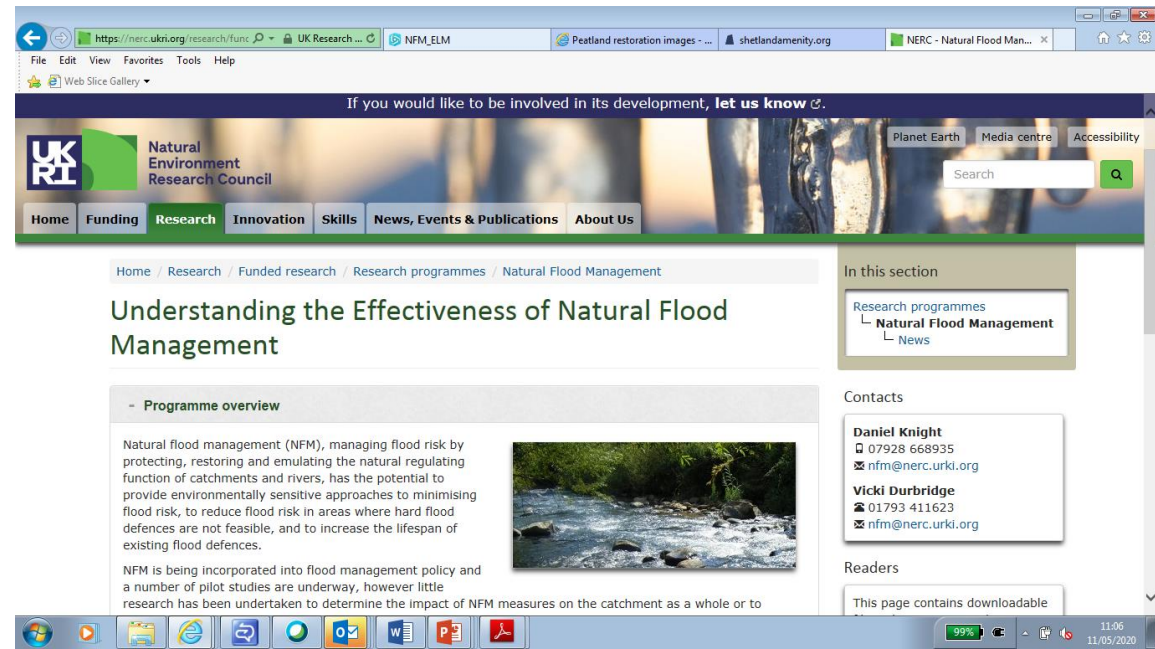 https://nerc.ukri.org/research/func
UK Research ...
NFM_ELM
Peatland restoration images - ...
shetlandamenity.org
NERC - Natural Flood Man...
File Edit View Favorites Tools Help
Web Slice Gallery
If you would like to be involved in its development, let us know
UK
RI
Natural
Environment
Research Council
Planet Earth Media centre Accessibility
Search
Home Funding Research Innovation Skills News, Events & Publications About Us
Home / Research / Funded research / Research programmes / Natural Flood Management
Understanding the Effectiveness of Natural Flood
Management
- Programme overview
Natural flood management (NFM), managing flood risk by
protecting, restoring and emulating the natural regulating
function of catchments and rivers, has the potential to
provide environmentally sensitive approaches to minimising
flood risk, to reduce flood risk in areas where hard flood
defences are not feasible, and to increase the lifespan of
existing flood defences.
NFM is being incorporated into flood management policy and
a number of pilot studies are underway, however little
research has been undertaken to determine the impact of NFM measures on the catchment as a whole or to
In this section
Research programmes
Natural Flood Management
News
Contacts
Daniel Knight
07928 668935
nfm@nerc.urki.org
Vicki Durbridge
01793 411623
nfm@nerc.urki.org
Readers
This page contains downloadable
99%
11:06
11/05/2020